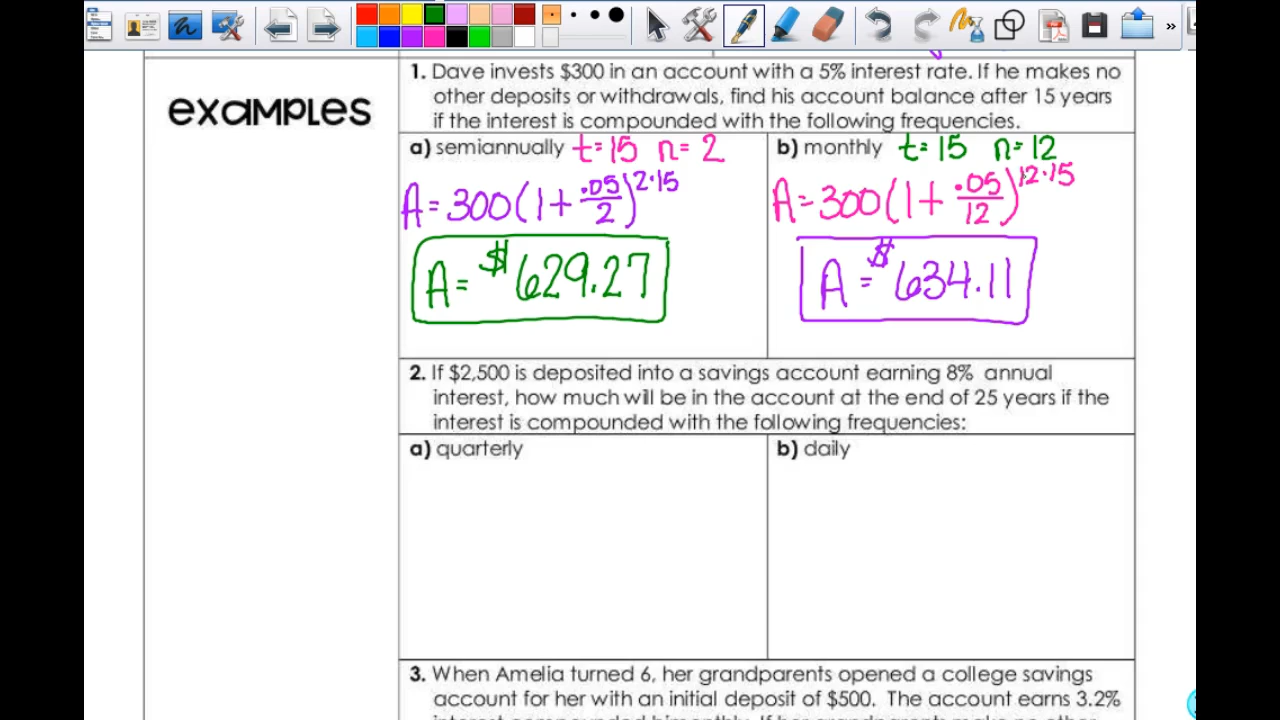 examples
1. Dave invests $300 in an account with a 5% interest rate. If he makes no
other deposits or withdrawals, find his account balance after 15 years
if the interest is compounded with the following frequencies.
a) semiannually t=15 n=2
A=300(1+.05/2)^2·15
A=$629.27
b) monthly t=15 n=12
A=300(1+.05/12)^12·15
A=$634.11
2. If $2,500 is deposited into a savings account earning 8% annual
interest, how much will be in the account at the end of 25 years if the
interest is compounded with the following frequencies:
a) quarterly
b) daily
3. When Amelia turned 6, her grandparents opened a college savings
account for her with an initial deposit of $500. The account earns 3.2%